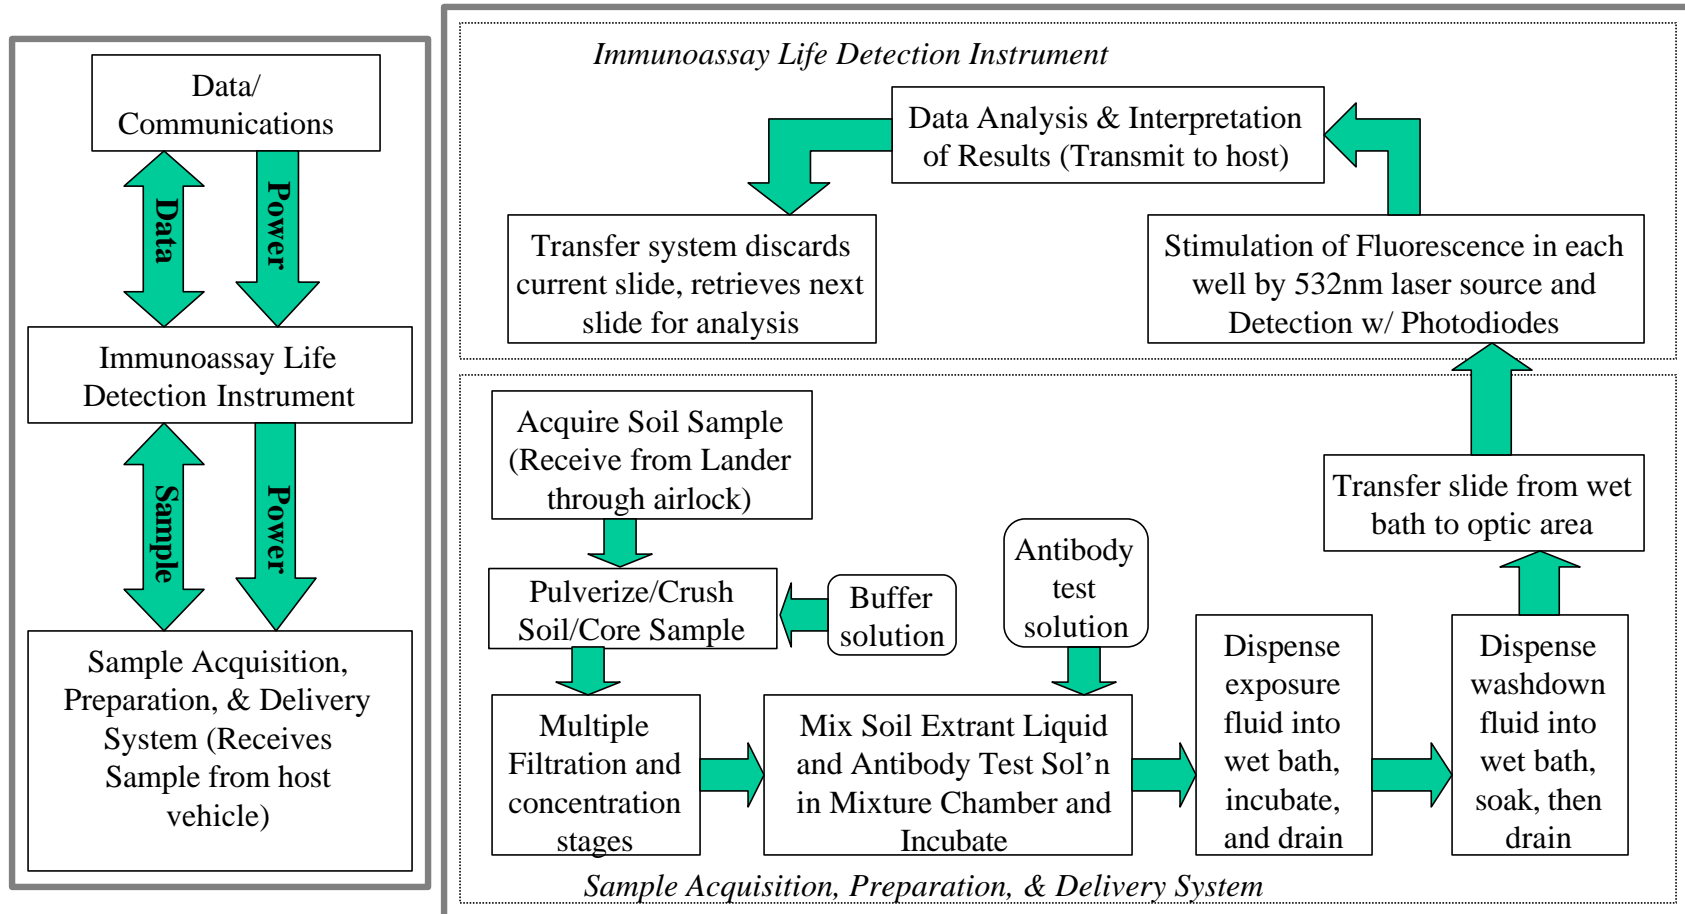 Data/
Communications
Data
Power
Immunoassay Life
Detection Instrument
Sample
Power
Sample Acquisition,
Preparation, & Delivery
System (Receives
Sample from host
vehicle)
Immunoassay Life Detection Instrument
Data Analysis & Interpretation
of Results (Transmit to host)
Transfer system discards
current slide, retrieves next
slide for analysis
Stimulation of Fluorescence in each
well by 532nm laser source and
Detection w/ Photodiodes
Acquire Soil Sample
(Receive from Lander
through airlock)
Transfer slide from wet
bath to optic area
Pulverize/Crush
Soil/Core Sample
Buffer
solution
Antibody
test
solution
Multiple
Filtration and
concentration
stages
Mix Soil Extrant Liquid
and Antibody Test Sol’n
in Mixture Chamber and
Incubate
Dispense
exposure
fluid into
wet bath,
incubate,
and drain
Dispense
washdown
fluid into
wet bath,
soak, then
drain
Sample Acquisition, Preparation, & Delivery System